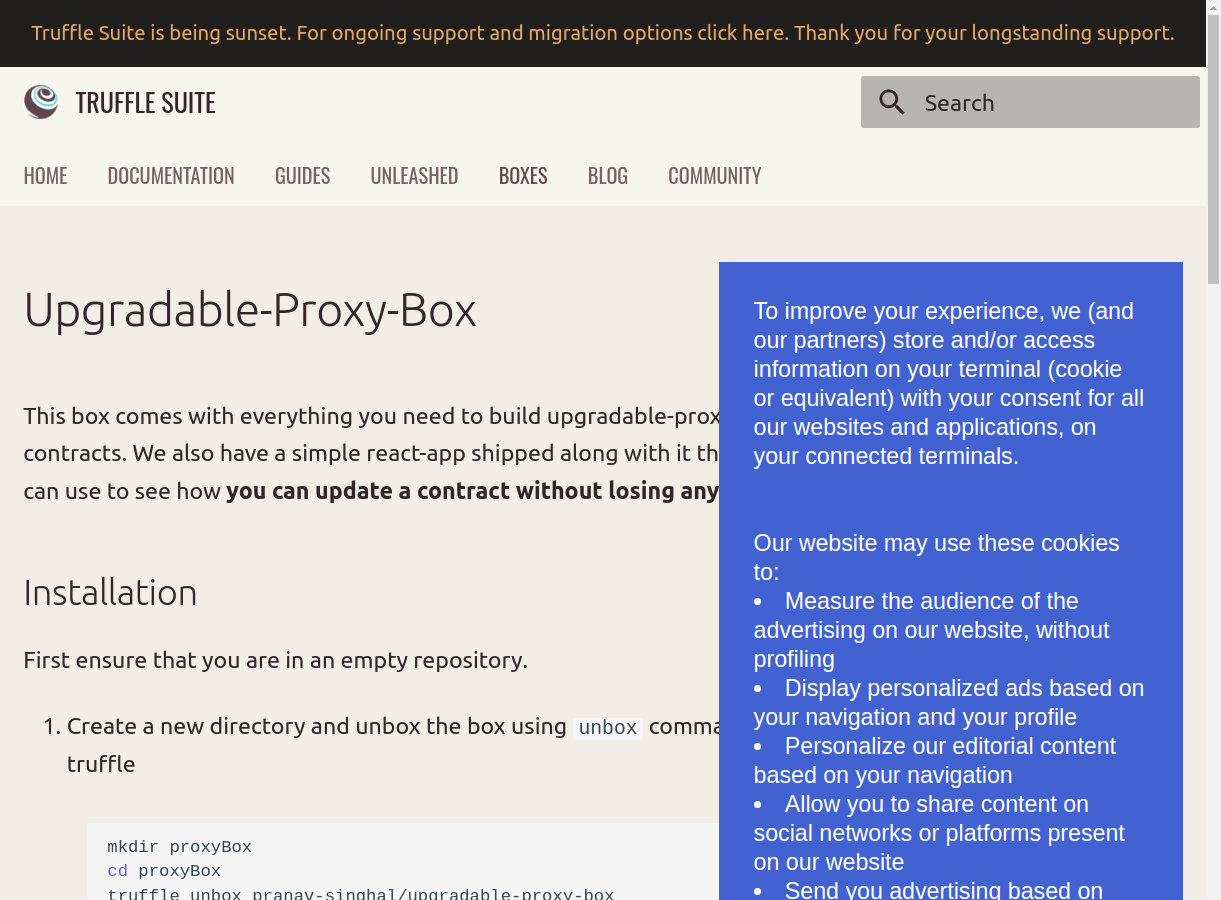 Truffle Suite is being sunset. For ongoing support and migration options click here. Thank you for your longstanding support.
TRUFFLE SUITE
Search
HOME DOCUMENTATION GUIDES UNLEASHED BOXES BLOG COMMUNITY
Upgradable-Proxy-Box
This box comes with everything you need to build upgradable-prox
contracts. We also have a simple react-app shipped along with it th
can use to see how you can update a contract without losing any
Installation
First ensure that you are in an empty repository.
1. Create a new directory and unbox the box using unbox comma
truffle
mkdir proxyBox
cd proxyBox
truffle unbox pranav-singhal/upgradable-proxy-box
To improve your experience, we (and
our partners) store and/or access
information on your terminal (cookie
or equivalent) with your consent for all
our websites and applications, on
your connected terminals.
Our website may use these cookies
to:
• Measure the audience of the
advertising on our website, without
profiling
• Display personalized ads based on
your navigation and your profile
• Personalize our editorial content
based on your navigation
• Allow you to share content on
social networks or platforms present
on our website
• Send you advertising based on